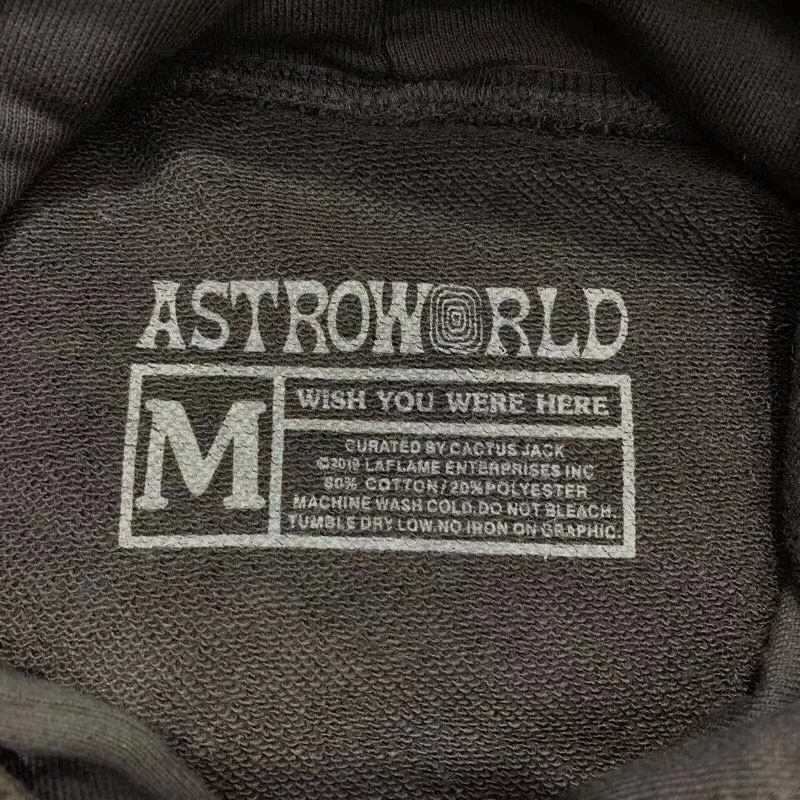 ASTROWORLD
M
WISH YOU WERE HERE
CURATED BY CACTUS JACK
©2018 LAFLAME ENTERPRISES INC
80% COTTON/20%POLYESTER
MACHINE WASH COLD.DO NOT BLEACH.
TUMBLE DRY LOW.NO IRON ON GRAPHIC.